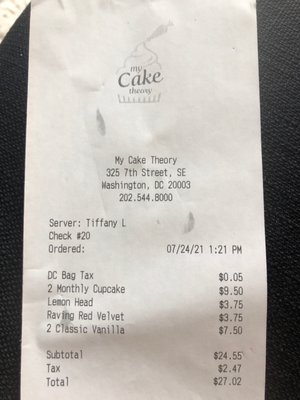 my
Cake
theory
My Cake Theory
325 7th Street, SE
Washington, DC 20003
202.544.8000
Server: Tiffany L
Check #20
Ordered: 07/24/21 1:21 PM
DC Bag Tax $0.05
2 Monthly Cupcake $9.50
Lemon Head $3.75
Raving Red Velvet $3.75
2 Classic Vanilla $7.50
Subtotal $24.55
Tax $2.47
Total $27.02